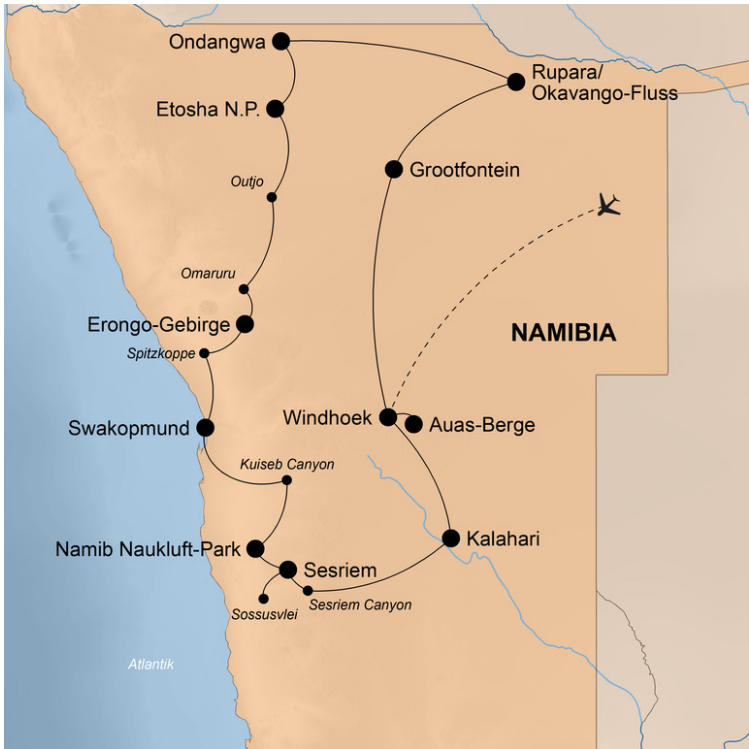 Ondangwa
Rupara/
Okavango-Fluss
Etosha N.P.
Grootfontein
Outjo
Omaruru
Erongo-Gebirge
NAMIBIA
Spitzkoppe
Windhoek
Auas-Berge
Swakopmund
Kuiseb Canyon
Kalahari
Namib Naukluft-Park
Sesriem
Sesriem Canyon
Sossusvlei
Atlantik